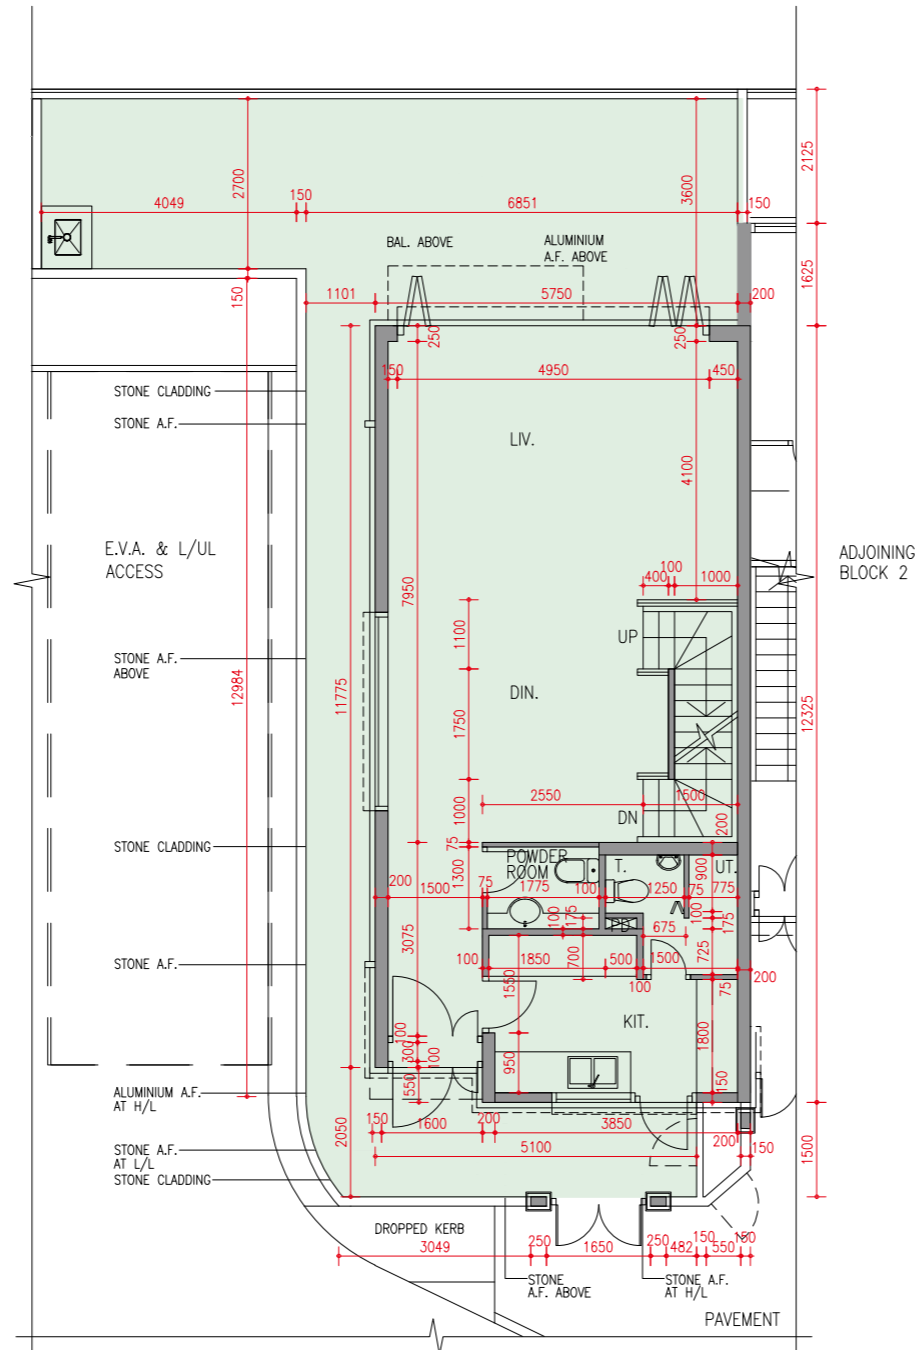 2125
2700
150
3600
4049
6851
150
BAL. ABOVE
ALUMINIUM
A.F. ABOVE
1625
150
1101
5750
200
250
250
150
4950
450
STONE CLADDING
STONE A.F.
LIV.
4100
E.V.A. & L/UL
ACCESS
ADJOINING
BLOCK 2
100
400
1000
7950
1100
UP
STONE A.F.
ABOVE
12984
11775
DIN.
1750
12325
2550
1500
1000
DN
200
STONE CLADDING
75
1300
POWDER
ROOM
T.
UT.
900
200
1500
75
1775
100
1250
75
775
100
175
100
175
PD
675
3075
STONE A.F.
100
1850
500
1500
700
725
200
100
75
1550
KIT.
1800
100
300
100
950
150
550
ALUMINIUM A.F.
AT H/L
2050
150
1600
200
3850
200
150
1500
5100
STONE A.F.
AT L/L
STONE CLADDING
DROPPED KERB
3049
250
1650
250
482
150
550
150
STONE
A.F. ABOVE
STONE A.F.
AT H/L
PAVEMENT